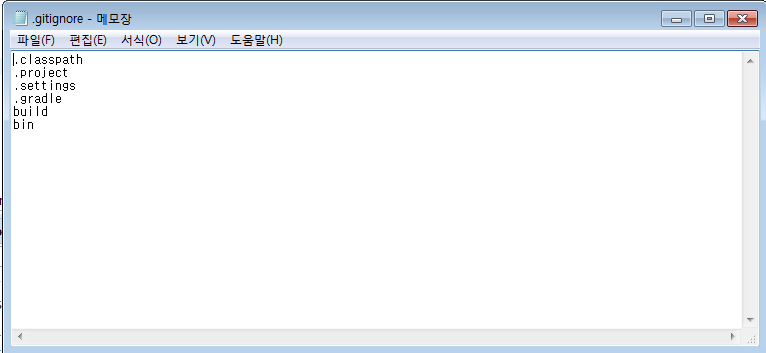 .gitignore - 메모장
파일(F) 편집(E) 서식(O) 보기(V) 도움말(H)
.classpath
.project
.settings
.gradle
build
bin